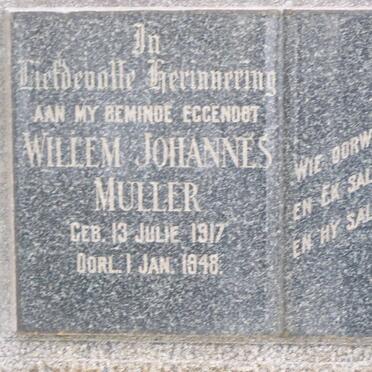 In
Liefdevolle Herinnering
AAN MY BEMINDE EGGENOOT
WILLEM JOHANNES
MULLER
GEB. 13 JULIE 1917
OORL. 1 JAN. 1948.
WIE OORW
EN EK SAL
EN HY SAL